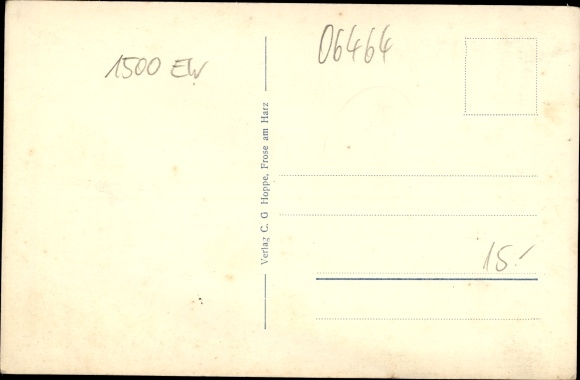 1500 EW
06464
Verlag C. G Hoppe, Frose am Harz
15.-